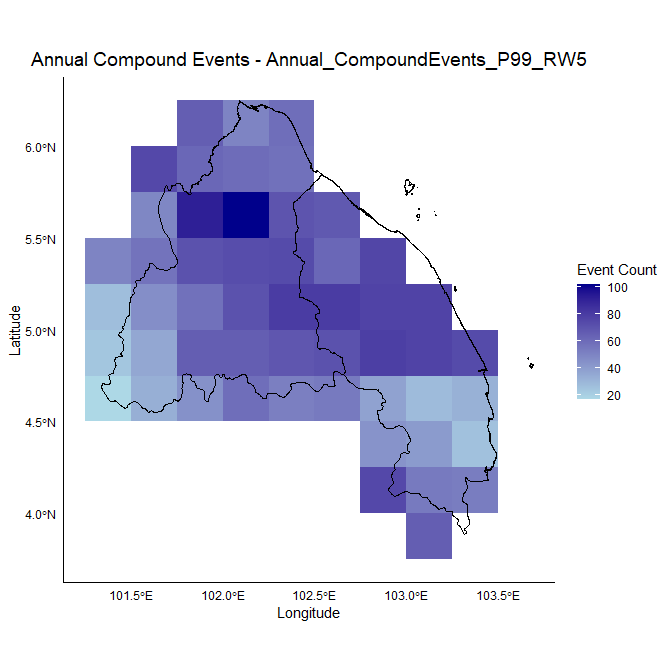 Annual Compound Events - Annual_CompoundEvents_P99_RW5
6.0°N
5.5°N
5.0°N
4.5°N
4.0°N
Latitude
101.5°E
102.0°E
102.5°E
103.0°E
103.5°E
Longitude
Event Count
100
80
60
40
20